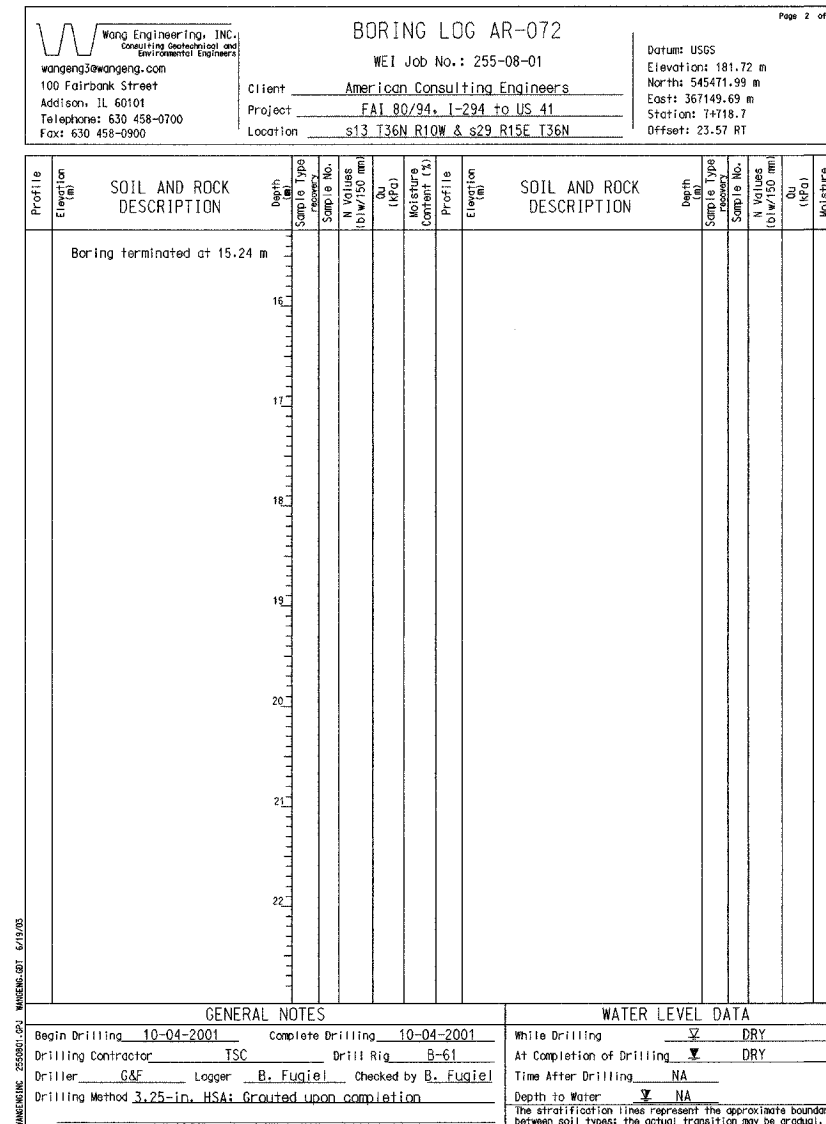 Page 2 of
Wang Engineering, INC.
Consulting Geotechnical and
Environmental Engineers
wangeng3@wangeng.com
100 Fairbank Street
Addison, IL 60101
Telephone: 630 458-0700
Fax: 630 458-0900
BORING LOG AR-072
WEI Job No.: 255-08-01
Client American Consulting Engineers
Project FAI 80/94, I-294 to US 41
Location s13 T36N R10W & s29 R15E T36N
Datum: USGS
Elevation: 181.72 m
North: 545471.99 m
East: 367149.69 m
Station: 7+718.7
Offset: 23.57 RT
Profile
Elevation (m)
SOIL AND ROCK
DESCRIPTION
Depth (m)
Sample Type
recovery
Sample No.
N Values
(blw/150 mm)
Qu
(kPa)
Moisture
Content (%)
Profile
Elevation (m)
SOIL AND ROCK
DESCRIPTION
Depth (m)
Sample Type
recovery
Sample No.
N Values
(blw/150 mm)
Qu
(kPa)
Moisture
Boring terminated at 15.24 m
16
17
18
19
20
21
22
WANGENGINC 2550801.GPJ WANGENG.GDT 6/19/03
GENERAL NOTES
Begin Drilling 10-04-2001 Complete Drilling 10-04-2001
Drilling Contractor TSC Drill Rig B-61
Driller G&F Logger B. Fugiel Checked by B. Fugiel
Drilling Method 3.25-in. HSA: Grouted upon completion
WATER LEVEL DATA
While Drilling DRY
At Completion of Drilling DRY
Time After Drilling NA
Depth to Water NA
The stratification lines represent the approximate boundar
between soil types: the actual transition may be gradual.